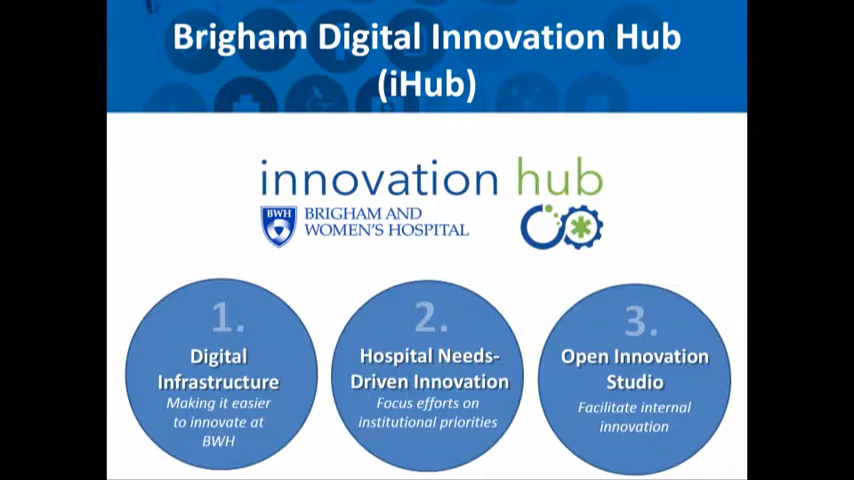 Brigham Digital Innovation Hub
(iHub)
innovation hub
BWH
BRIGHAM AND
WOMEN'S HOSPITAL
1.
Digital
Infrastructure
Making it easier
to innovate at
BWH
2.
Hospital Needs-
Driven Innovation
Focus efforts on
institutional priorities
3.
Open Innovation
Studio
Facilitate internal
innovation